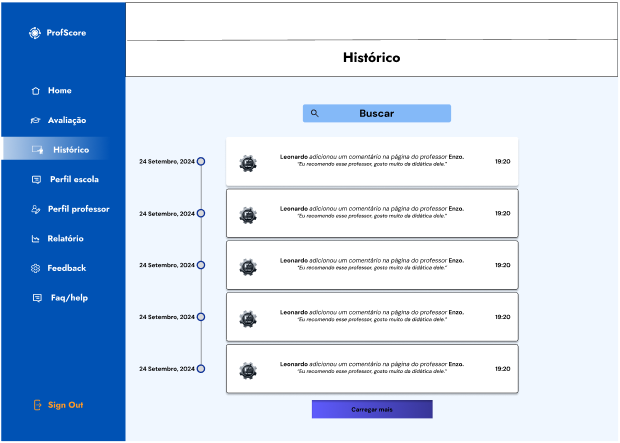 ProfScore
Histórico
Home
Avaliação
Histórico
Perfil escola
Perfil professor
Relatório
Feedback
Faq/help
Sign Out
Buscar
24 Setembro, 2024
Leonardo adicionou um comentário na página do professor Enzo.
"Eu recomendo esse professor, gosto muito da didática dele."
19:20
24 Setembro, 2024
Leonardo adicionou um comentário na página do professor Enzo.
"Eu recomendo esse professor, gosto muito da didática dele."
19:20
24 Setembro, 2024
Leonardo adicionou um comentário na página do professor Enzo.
"Eu recomendo esse professor, gosto muito da didática dele."
19:20
24 Setembro, 2024
Leonardo adicionou um comentário na página do professor Enzo.
"Eu recomendo esse professor, gosto muito da didática dele."
19:20
24 Setembro, 2024
Leonardo adicionou um comentário na página do professor Enzo.
"Eu recomendo esse professor, gosto muito da didática dele."
19:20
Carregar mais